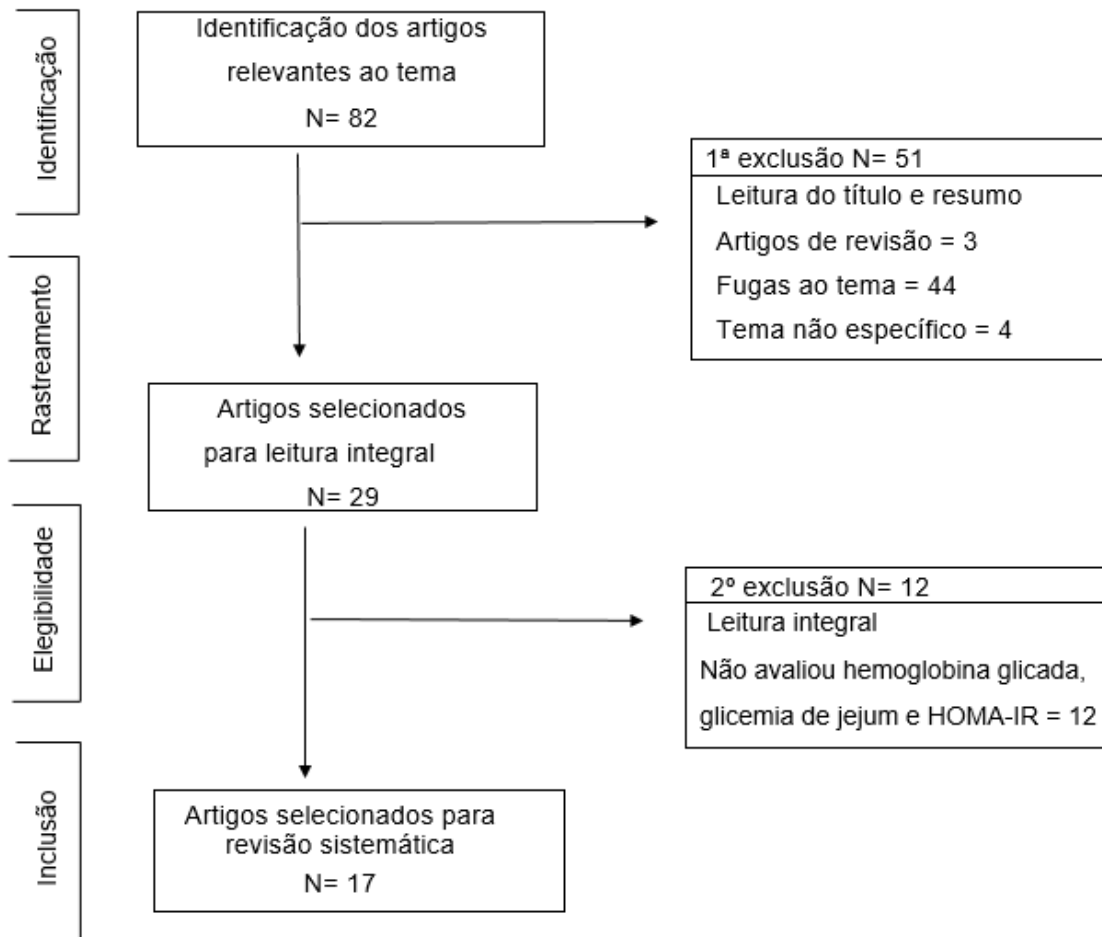 Identificação
Identificação dos artigos
relevantes ao tema
N= 82
1ª exclusão N= 51
Leitura do título e resumo
Artigos de revisão = 3
Fugas ao tema = 44
Tema não específico = 4
Rastreamento
Artigos selecionados
para leitura integral
N= 29
Elegibilidade
2º exclusão N= 12
Leitura integral
Não avaliou hemoglobina glicada,
glicemia de jejum e HOMA-IR = 12
Inclusão
Artigos selecionados para
revisão sistemática
N= 17